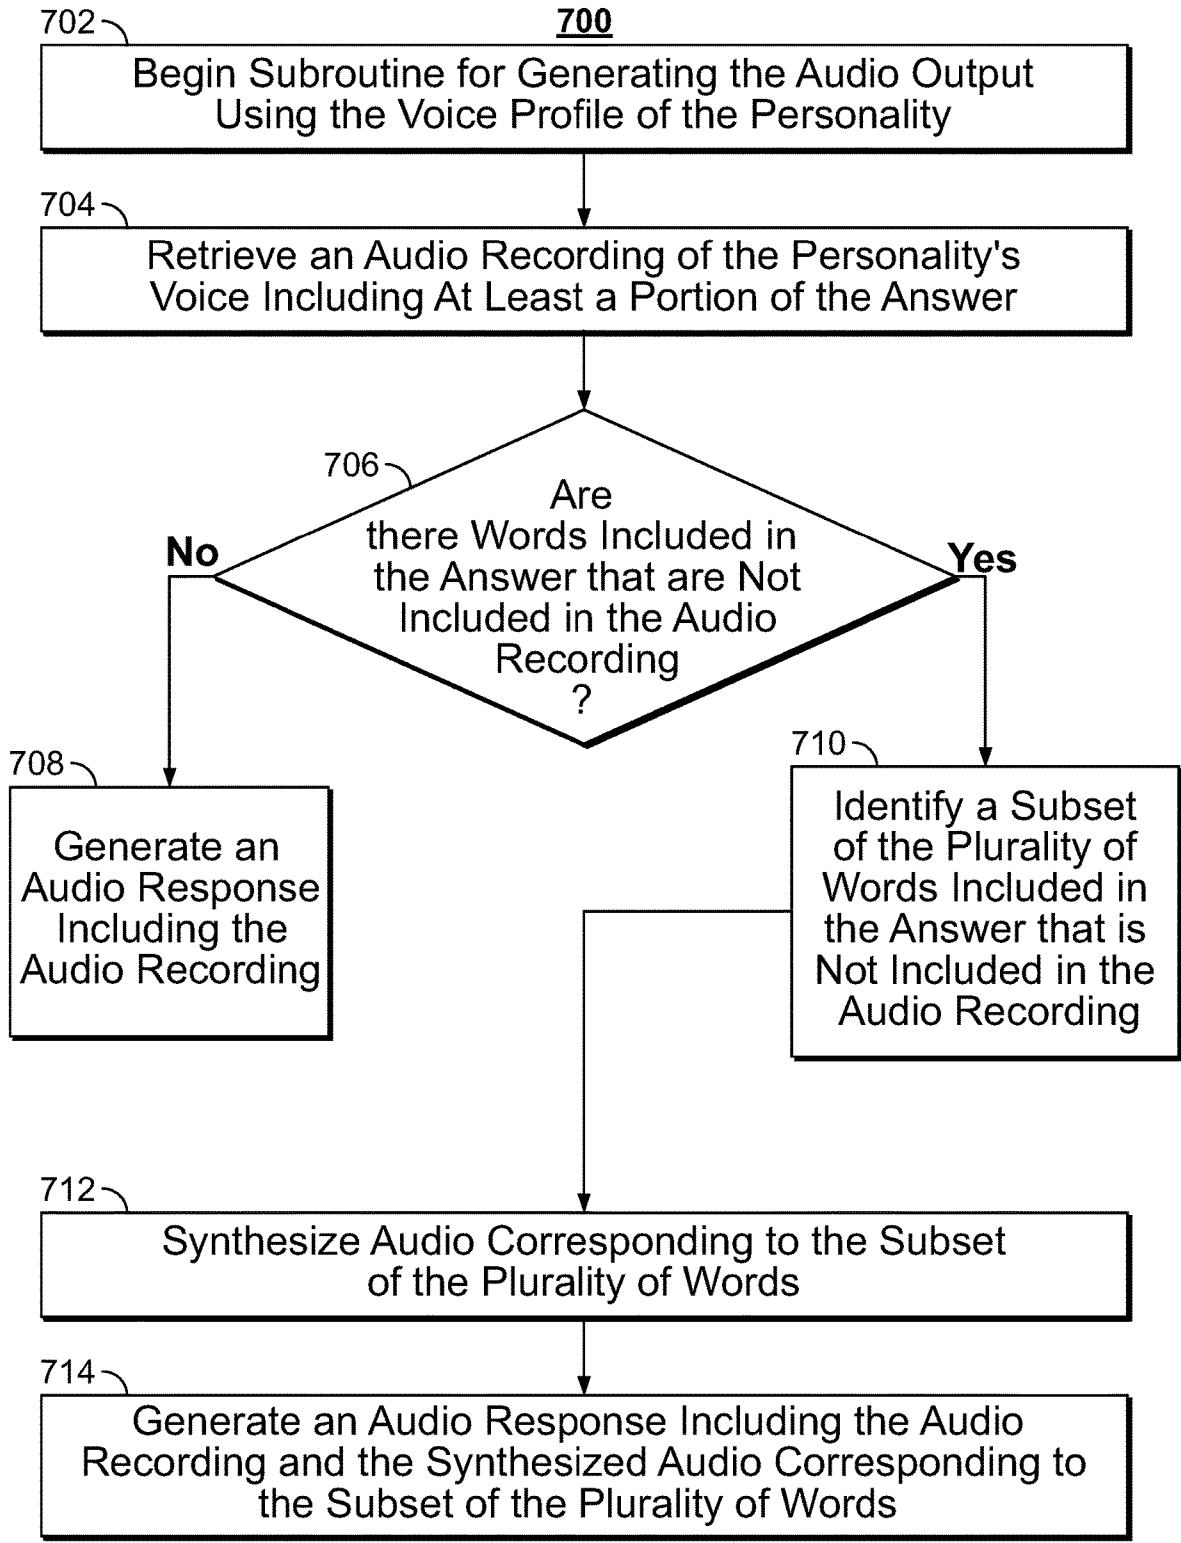 700
702
Begin Subroutine for Generating the Audio Output
Using the Voice Profile of the Personality
704
Retrieve an Audio Recording of the Personality's
Voice Including At Least a Portion of the Answer
706
Are
there Words Included in
the Answer that are Not
Included in the Audio
Recording
?
No
Yes
708
Generate an
Audio Response
Including the
Audio Recording
710
Identify a Subset
of the Plurality of
Words Included in
the Answer that is
Not Included in the
Audio Recording
712
Synthesize Audio Corresponding to the Subset
of the Plurality of Words
714
Generate an Audio Response Including the Audio
Recording and the Synthesized Audio Corresponding to
the Subset of the Plurality of Words